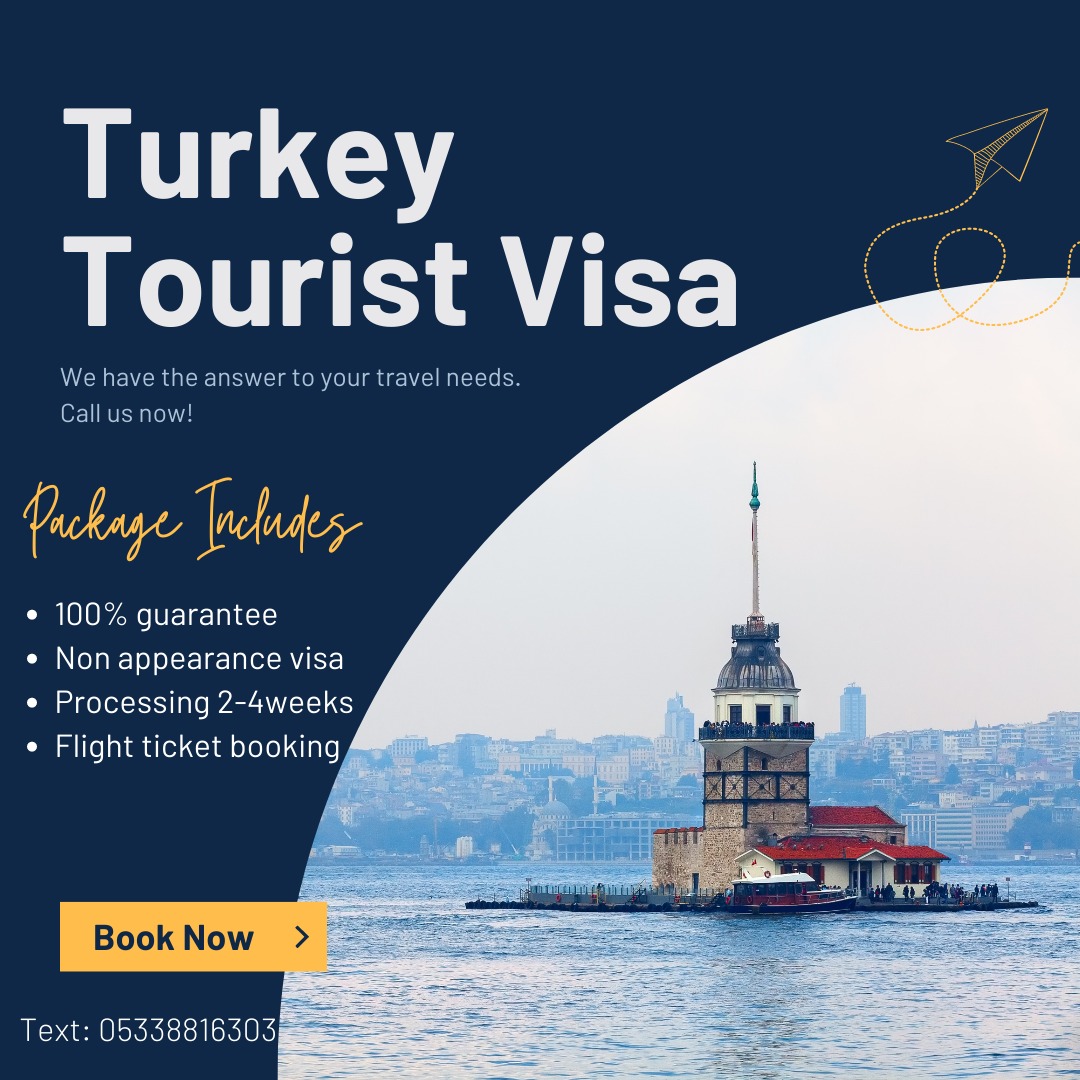 Turkey
Tourist Visa
We have the answer to your travel needs.
Call us now!
Package Includes
• 100% guarantee
• Non appearance visa
• Processing 2-4weeks
• Flight ticket booking
Book Now >
Text: 05338816303